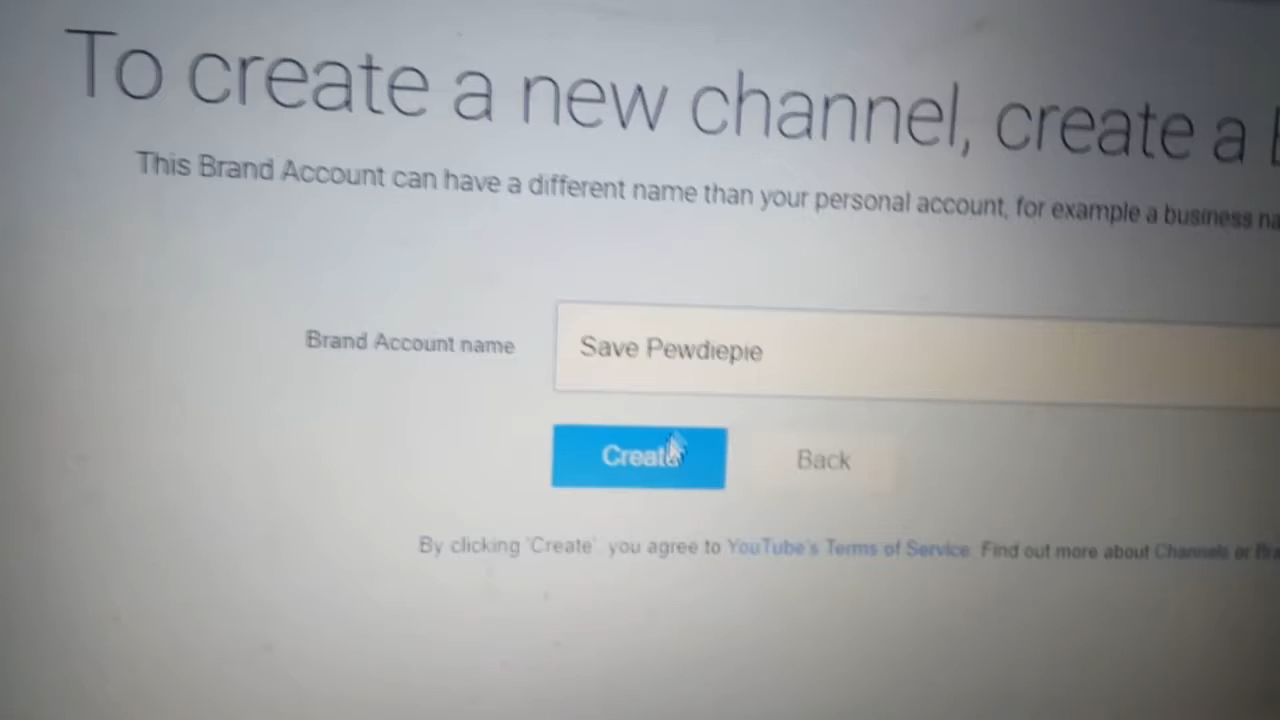 To create a new channel, create a
This Brand Account can have a different name than your personal account, for example a business
Brand Account name
Save Pewdiepie
Create
Back
By clicking 'Create' you agree to YouTube's Terms of Service. Find out more about Channels or